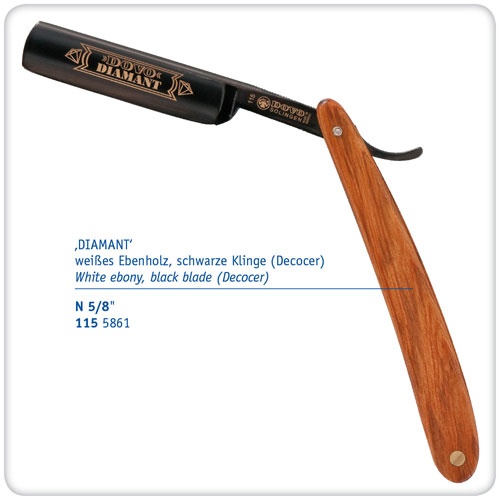 ›DOVO‹
DIAMANT
115
DOVO
SOLINGEN
‚DIAMANT‘
weißes Ebenholz, schwarze Klinge (Decocer)
White ebony, black blade (Decocer)
N 5/8"
115 5861